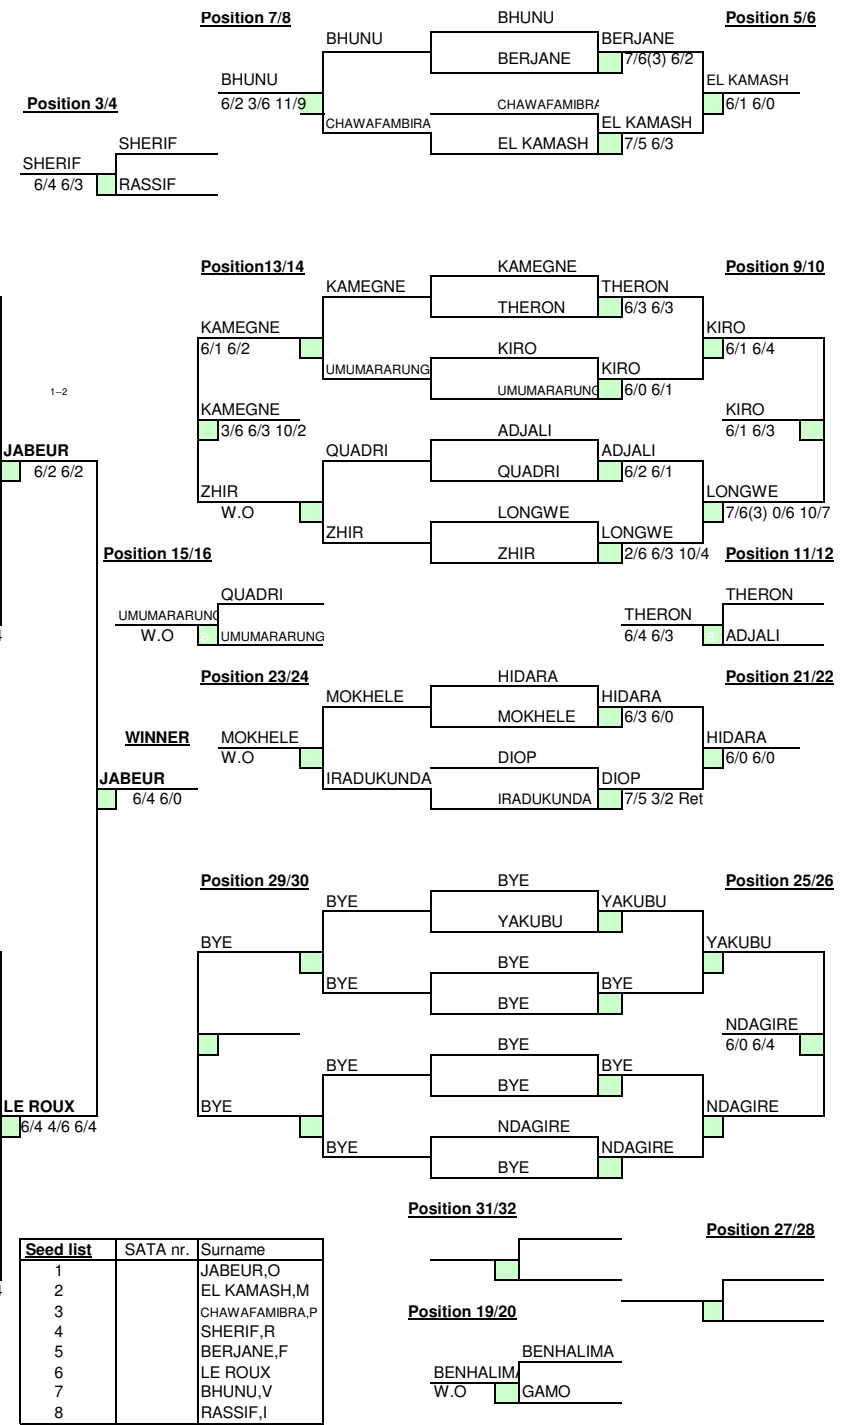 Position 7/8 BHUNU Position 5/6
BHUNU BERJANE
BERJANE 7/6(3) 6/2
BHUNU EL KAMASH
Position 3/4 6/2 3/6 11/9 CHAWAFAMIBRA 6/1 6/0
CHAWAFAMBIRA EL KAMASH
SHERIF EL KAMASH 7/5 6/3
SHERIF
6/4 6/3 RASSIF
Position13/14 KAMEGNE Position 9/10
KAMEGNE THERON
THERON 6/3 6/3
KAMEGNE KIRO
6/1 6/2 KIRO 6/1 6/4
UMUMARARUNG KIRO
1--2 UMUMARARUNG 6/0 6/1
KAMEGNE KIRO
3/6 6/3 10/2 ADJALI 6/1 6/3
JABEUR QUADRI ADJALI
6/2 6/2 QUADRI 6/2 6/1
ZHIR LONGWE
W.O LONGWE 7/6(3) 0/6 10/7
ZHIR LONGWE
Position 15/16 ZHIR 2/6 6/3 10/4 Position 11/12
QUADRI THERON
UMUMARARUNG THERON
W.O UMUMARARUNG 6/4 6/3 ADJALI
Position 23/24 HIDARA Position 21/22
MOKHELE HIDARA
MOKHELE 6/3 6/0
WINNER MOKHELE HIDARA
W.O DIOP 6/0 6/0
JABEUR IRADUKUNDA DIOP
6/4 6/0 IRADUKUNDA 7/5 3/2 Ret
Position 29/30 BYE Position 25/26
BYE YAKUBU
YAKUBU
BYE YAKUBU
BYE
BYE BYE
BYE
NDAGIRE
BYE 6/0 6/4
BYE BYE
BYE
LE ROUX BYE NDAGIRE
6/4 4/6 6/4 NDAGIRE
BYE NDAGIRE
BYE
Position 31/32
Position 27/28
Seed list SATA nr. Surname
1 JABEUR,O
2 EL KAMASH,M
3 CHAWAFAMIBRA,P
Position 19/20
4 SHERIF,R
5 BERJANE,F
BENHALIMA
6 LE ROUX
BENHALIMA
7 BHUNU,V
W.O GAMO
8 RASSIF,I